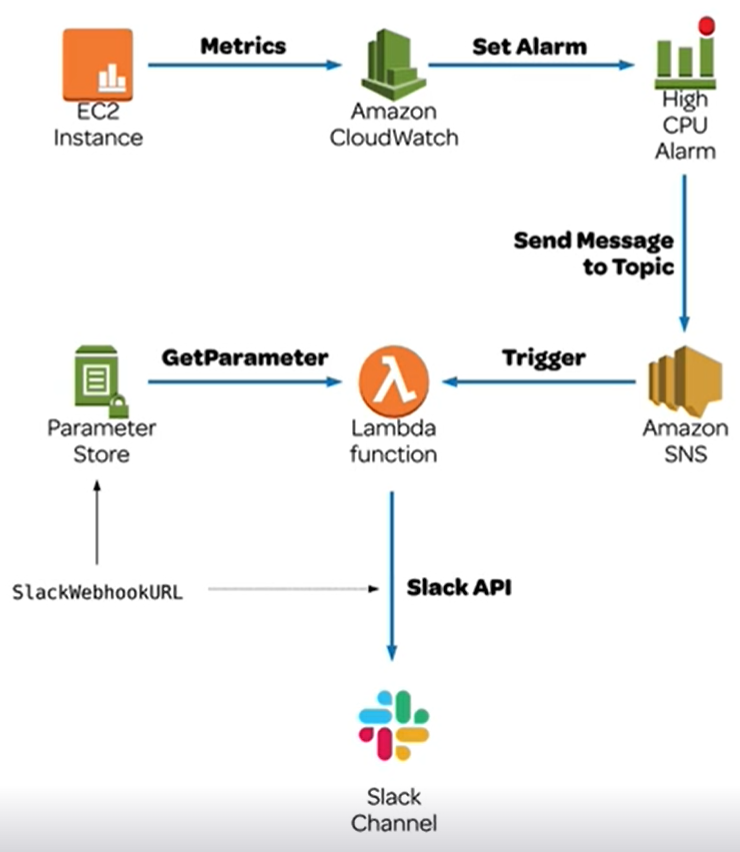 Metrics
Set Alarm
EC2
Instance
Amazon
CloudWatch
High
CPU
Alarm
Send Message
to Topic
GetParameter
Trigger
Parameter
Store
Lambda
function
Amazon
SNS
SlackWebhookURL
Slack API
Slack
Channel